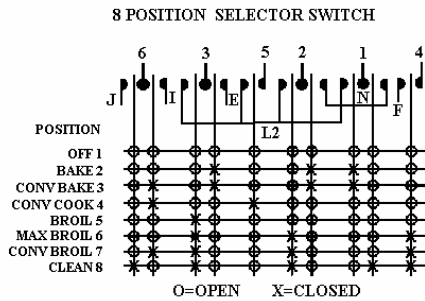 8 POSITION SELECTOR SWITCH
6 3 5 2 1 4
J I E N F
L2
POSITION
OFF 1
BAKE 2
CONV BAKE 3
CONV COOK 4
BROIL 5
MAX BROIL 6
CONV BROIL 7
CLEAN 8
O=OPEN X=CLOSED